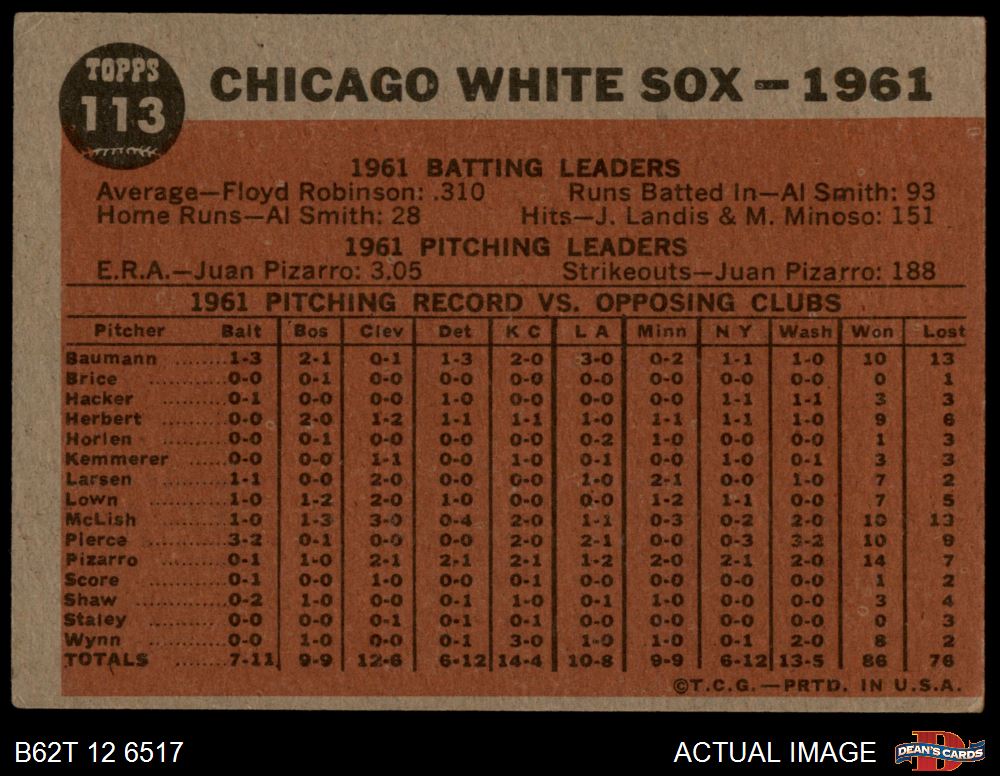 TOPPS
113
CHICAGO WHITE SOX — 1961
1961 BATTING LEADERS
Average—Floyd Robinson: .310 Runs Batted In—Al Smith: 93
Home Runs—Al Smith: 28 Hits—J. Landis & M. Minoso: 151
1961 PITCHING LEADERS
E.R.A.—Juan Pizarro: 3.05 Strikeouts—Juan Pizarro: 188
1961 PITCHING RECORD VS. OPPOSING CLUBS
Pitcher Balt Bos Clev Det K C L A Minn N Y Wash Won Lost
Baumann ........1-3 2-1 0-1 1-3 2-0 3-0 0-2 1-1 1-0 10 13
Brice ............0-0 0-1 0-0 0-0 0-0 0-0 0-0 0-0 0-0 0 1
Hacker ............0-1 0-0 0-0 1-0 0-0 0-0 0-0 1-1 1-1 3 3
Herbert ...........0-0 2-0 1-2 1-1 1-1 1-0 1-1 1-1 1-0 9 6
Horlen ............0-0 0-1 0-0 0-0 0-0 0-2 1-0 0-0 0-0 1 3
Kemmerer ......0-0 0-0 1-1 0-0 1-0 0-1 0-0 1-0 0-1 3 3
Larsen ............1-1 0-0 2-0 0-0 0-0 1-0 2-1 0-0 1-0 7 2
Lown ............1-0 1-2 2-0 1-0 0-0 0-0 1-2 1-1 0-0 7 5
McLish ............1-0 1-3 3-0 0-4 2-0 1-1 0-3 0-2 2-0 10 13
Pierce ............3-2 0-1 0-0 0-0 2-0 2-1 0-0 0-3 3-2 10 9
Pizarro ............0-1 1-0 2-1 2-1 2-1 1-2 2-0 2-1 2-0 14 7
Score ............0-1 0-0 1-0 0-0 0-1 0-0 0-0 0-0 0-0 1 2
Shaw ..............0-2 1-0 0-0 0-1 1-0 0-1 1-0 0-0 0-0 3 4
Staley ............0-0 0-0 0-1 0-1 0-1 0-0 0-0 0-0 0-0 0 3
Wynn ............0-0 1-0 0-0 0-1 3-0 1-0 1-0 0-1 2-0 8 2
TOTALS ........7-11 9-9 12-6 6-12 14-4 10-8 9-9 6-12 13-5 86 76
©T.C.G.—PRTD. IN U.S.A.
B62T 12 6517 ACTUAL IMAGE
DEAN'S CARDS